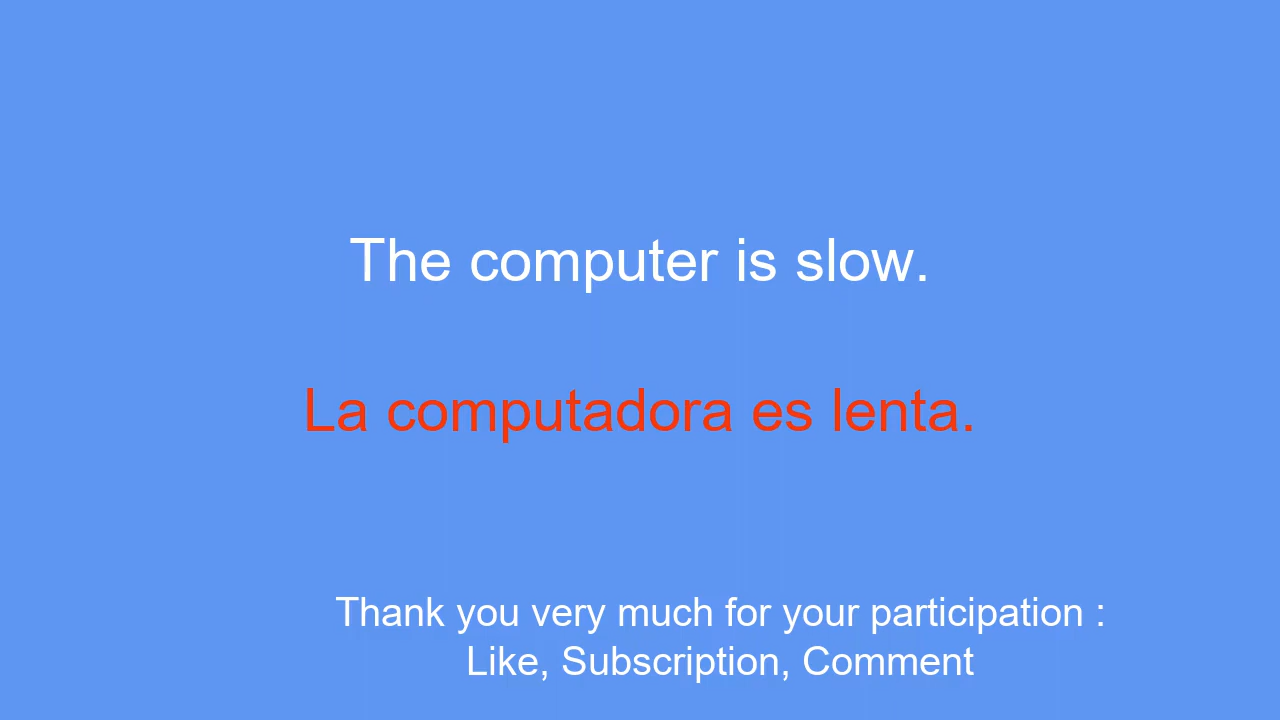 The computer is slow.
La computadora es lenta.
Thank you very much for your participation :
Like, Subscription, Comment